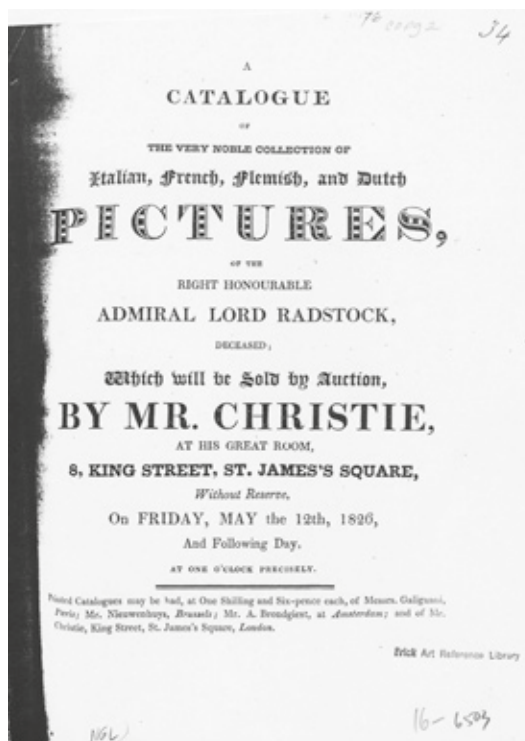 76 copy 2
34
A
CATALOGUE
OF
THE VERY NOBLE COLLECTION OF
Italian, French, Flemish, and Dutch
PICTURES,
OF THE
RIGHT HONOURABLE
ADMIRAL LORD RADSTOCK,
DECEASED;
Which will be Sold by Auction,
BY MR. CHRISTIE,
AT HIS GREAT ROOM,
8, KING STREET, ST. JAMES'S SQUARE,
Without Reserve,
On FRIDAY, MAY the 12th, 1826,
And Following Day,
AT ONE O'CLOCK PRECISELY.
Printed Catalogues may be had, at One Shilling and Six-pence each, of Messrs. Galignani,
Paris; Mr. Nieuwenhuys, Brussels; Mr. A. Brondgiest, at Amsterdam; and of Mr.
Christie, King Street, St. James's Square, London.
Frick Art Reference Library
16-6503